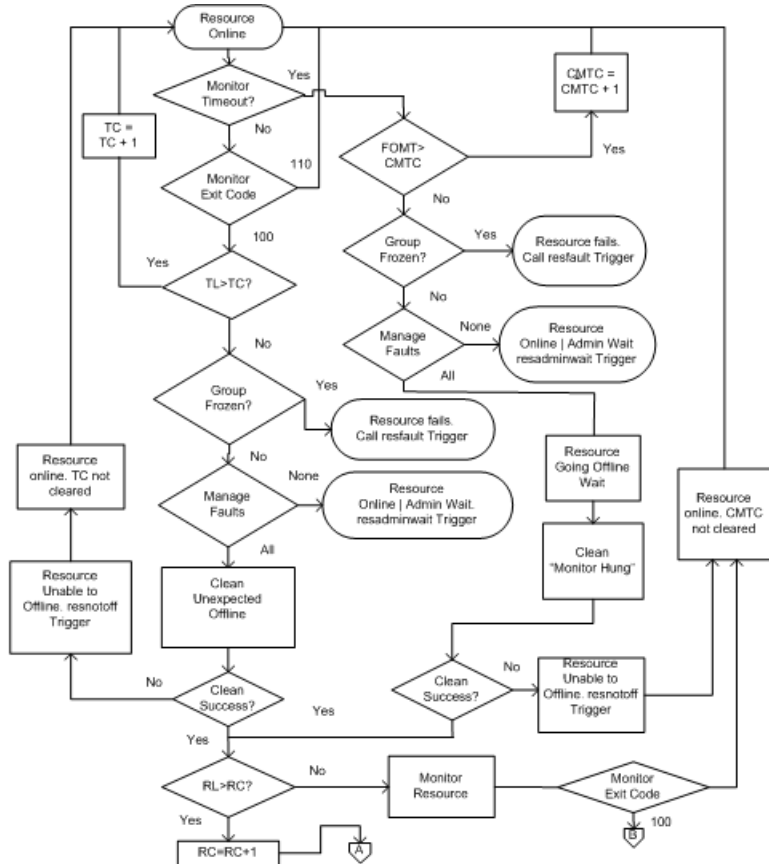 Resource
Online
Yes
Monitor
Timeout?
CMTC =
CMTC + 1
TC =
TC + 1
No
FOMT>
CMTC
Yes
110
Monitor
Exit Code
No
100
Group
Frozen?
Yes
Resource fails.
Call resfault Trigger
Yes
TL>TC?
No
Manage
Faults
None
Resource
Online | Admin Wait
resadminwait Trigger
No
All
Group
Frozen?
Yes
Resource fails.
Call resfault Trigger
Resource
online. TC not
cleared
No
Resource
Going Offline
Wait
Resource
online. CMTC
not cleared
Manage
Faults
None
Resource
Online | Admin Wait.
resadminwait Trigger
Clean
"Monitor Hung"
All
Resource
Unable to
Offline. resnotoff
Trigger
Clean
Unexpected
Offline
No
Clean
Success?
No
Resource
Unable to
Offline. resnotoff
Trigger
Clean
Success?
Yes
Yes
RL>RC?
No
Monitor
Resource
Monitor
Exit Code
Yes
100
RC=RC+1
A
B